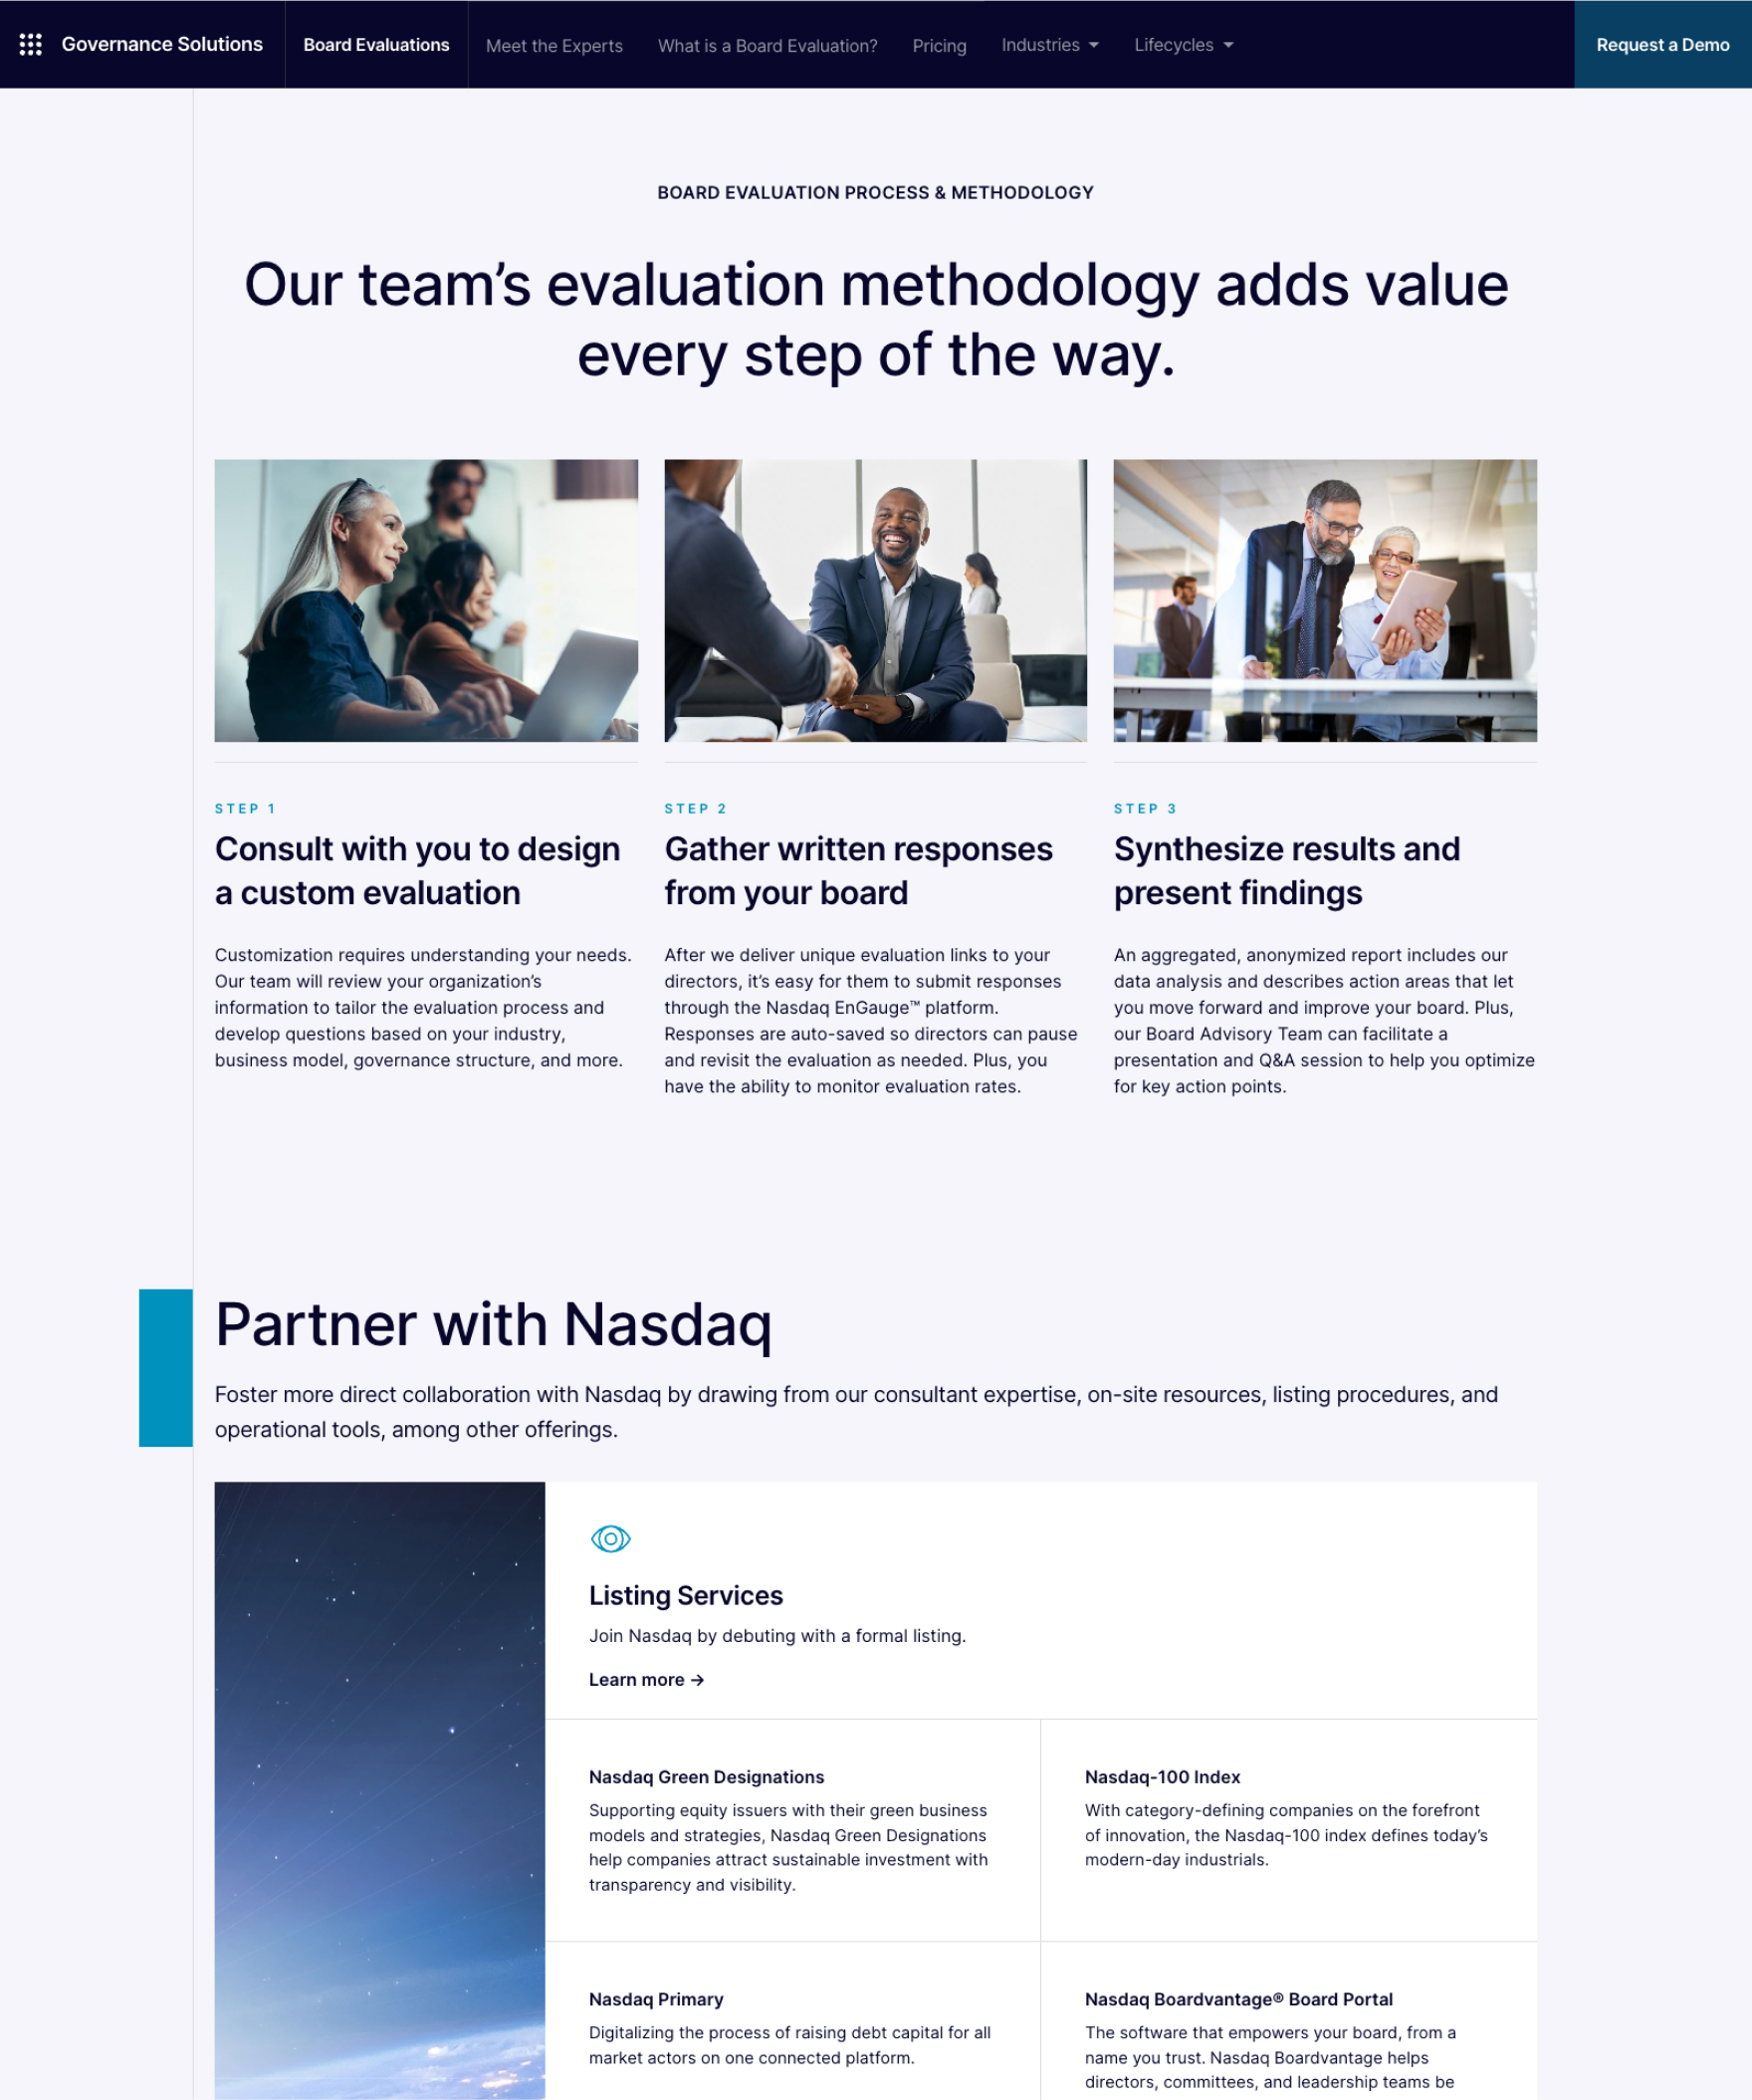 Governance Solutions
Board Evaluations
Meet the Experts
What is a Board Evaluation?
Pricing
Industries
Lifecycles
Request a Demo
BOARD EVALUATION PROCESS & METHODOLOGY
Our team’s evaluation methodology adds value
every step of the way.
STEP 1
Consult with you to design
a custom evaluation
Customization requires understanding your needs.
Our team will review your organization’s
information to tailor the evaluation process and
develop questions based on your industry,
business model, governance structure, and more.
STEP 2
Gather written responses
from your board
After we deliver unique evaluation links to your
directors, it’s easy for them to submit responses
through the Nasdaq EnGauge™ platform.
Responses are auto-saved so directors can pause
and revisit the evaluation as needed. Plus, you
have the ability to monitor evaluation rates.
STEP 3
Synthesize results and
present findings
An aggregated, anonymized report includes our
data analysis and describes action areas that let
you move forward and improve your board. Plus,
our Board Advisory Team can facilitate a
presentation and Q&A session to help you optimize
for key action points.
Partner with Nasdaq
Foster more direct collaboration with Nasdaq by drawing from our consultant expertise, on-site resources, listing procedures, and
operational tools, among other offerings.
Listing Services
Join Nasdaq by debuting with a formal listing.
Learn more →
Nasdaq Green Designations
Supporting equity issuers with their green business
models and strategies, Nasdaq Green Designations
help companies attract sustainable investment with
transparency and visibility.
Nasdaq-100 Index
With category-defining companies on the forefront
of innovation, the Nasdaq-100 index defines today’s
modern-day industrials.
Nasdaq Primary
Digitalizing the process of raising debt capital for all
market actors on one connected platform.
Nasdaq Boardvantage® Board Portal
The software that empowers your board, from a
name you trust. Nasdaq Boardvantage helps
directors, committees, and leadership teams be